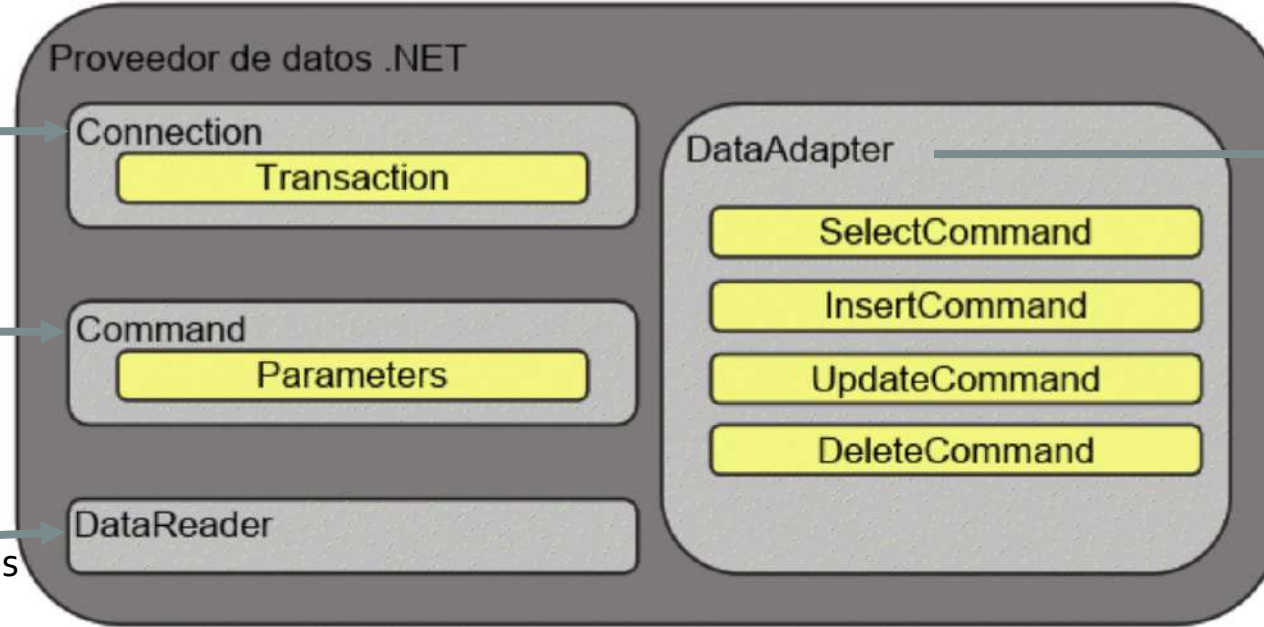 Proveedor de datos .NET
Connection
Transaction
Command
Parameters
DataReader
s
DataAdapter
SelectCommand
InsertCommand
UpdateCommand
DeleteCommand